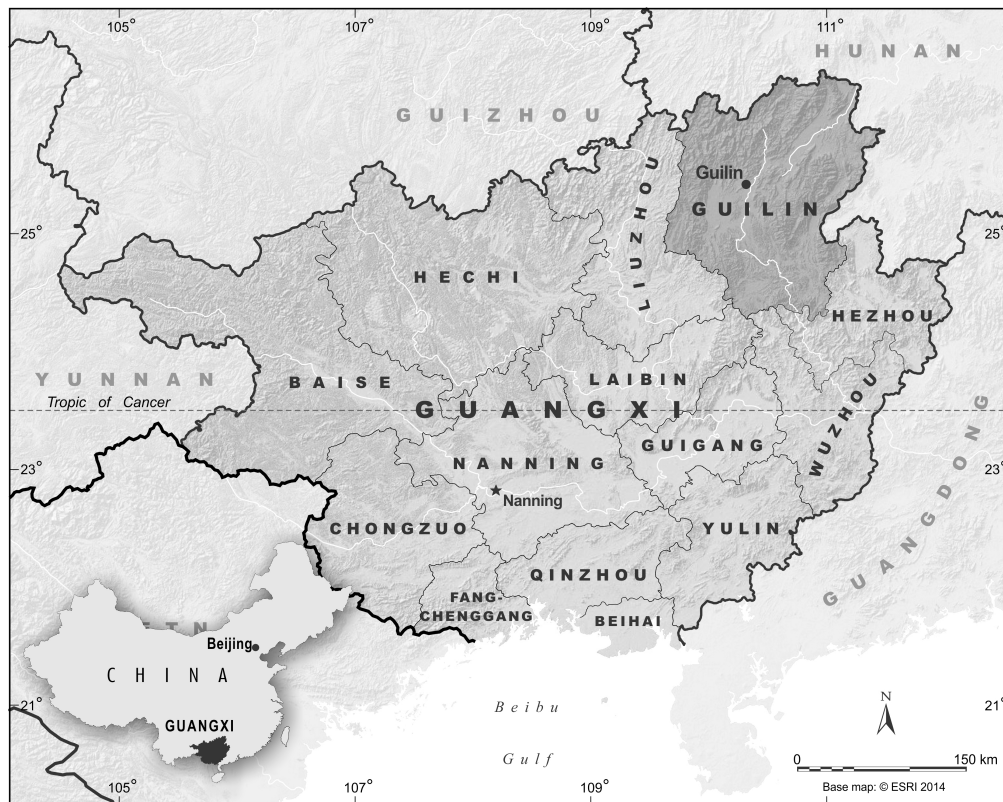 105°
107°
109°
111°
HUNAN
GUIZHOU
LIUZHOU
Guilin
GUILIN
25°
25°
HECHI
HEZHOU
YUNNAN
BAISE
LAIBIN
WUZHOU
Tropic of Cancer
GUANGXI
GUIGANG
GUANGDONG
23°
NANNING
23°
Nanning
CHONGZUO
YULIN
QINZHOU
FANG-
CHENGGANG
BEIHAI
Beijing
CHINA
GUANGXI
21°
Beibu
Gulf
N
21°
0
150 km
Base map: © ESRI 2014
105°
107°
109°
111°